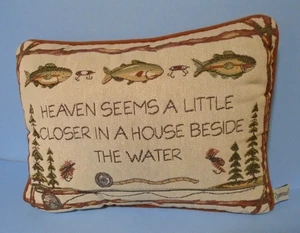 HEAVEN SEEMS A LITTLE
CLOSER IN A HOUSE BESIDE
THE WATER